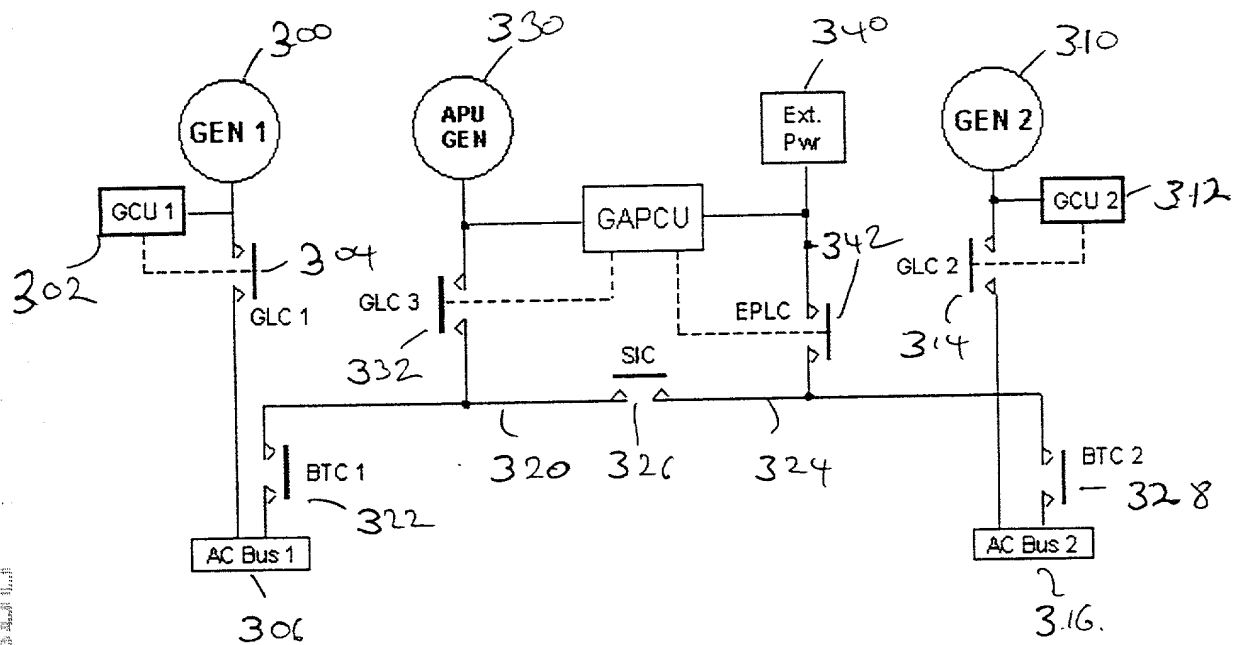 300
330
340
310
GEN 1
APU
GEN
Ext.
Pwr
GEN 2
GCU 1
GAPCU
GCU 2
312
302
304
GLC 1
GLC 3
332
342
EPLC
GLC 2
314
SIC
320
326
324
BTC 1
322
BTC 2
328
AC Bus 1
AC Bus 2
306
316.